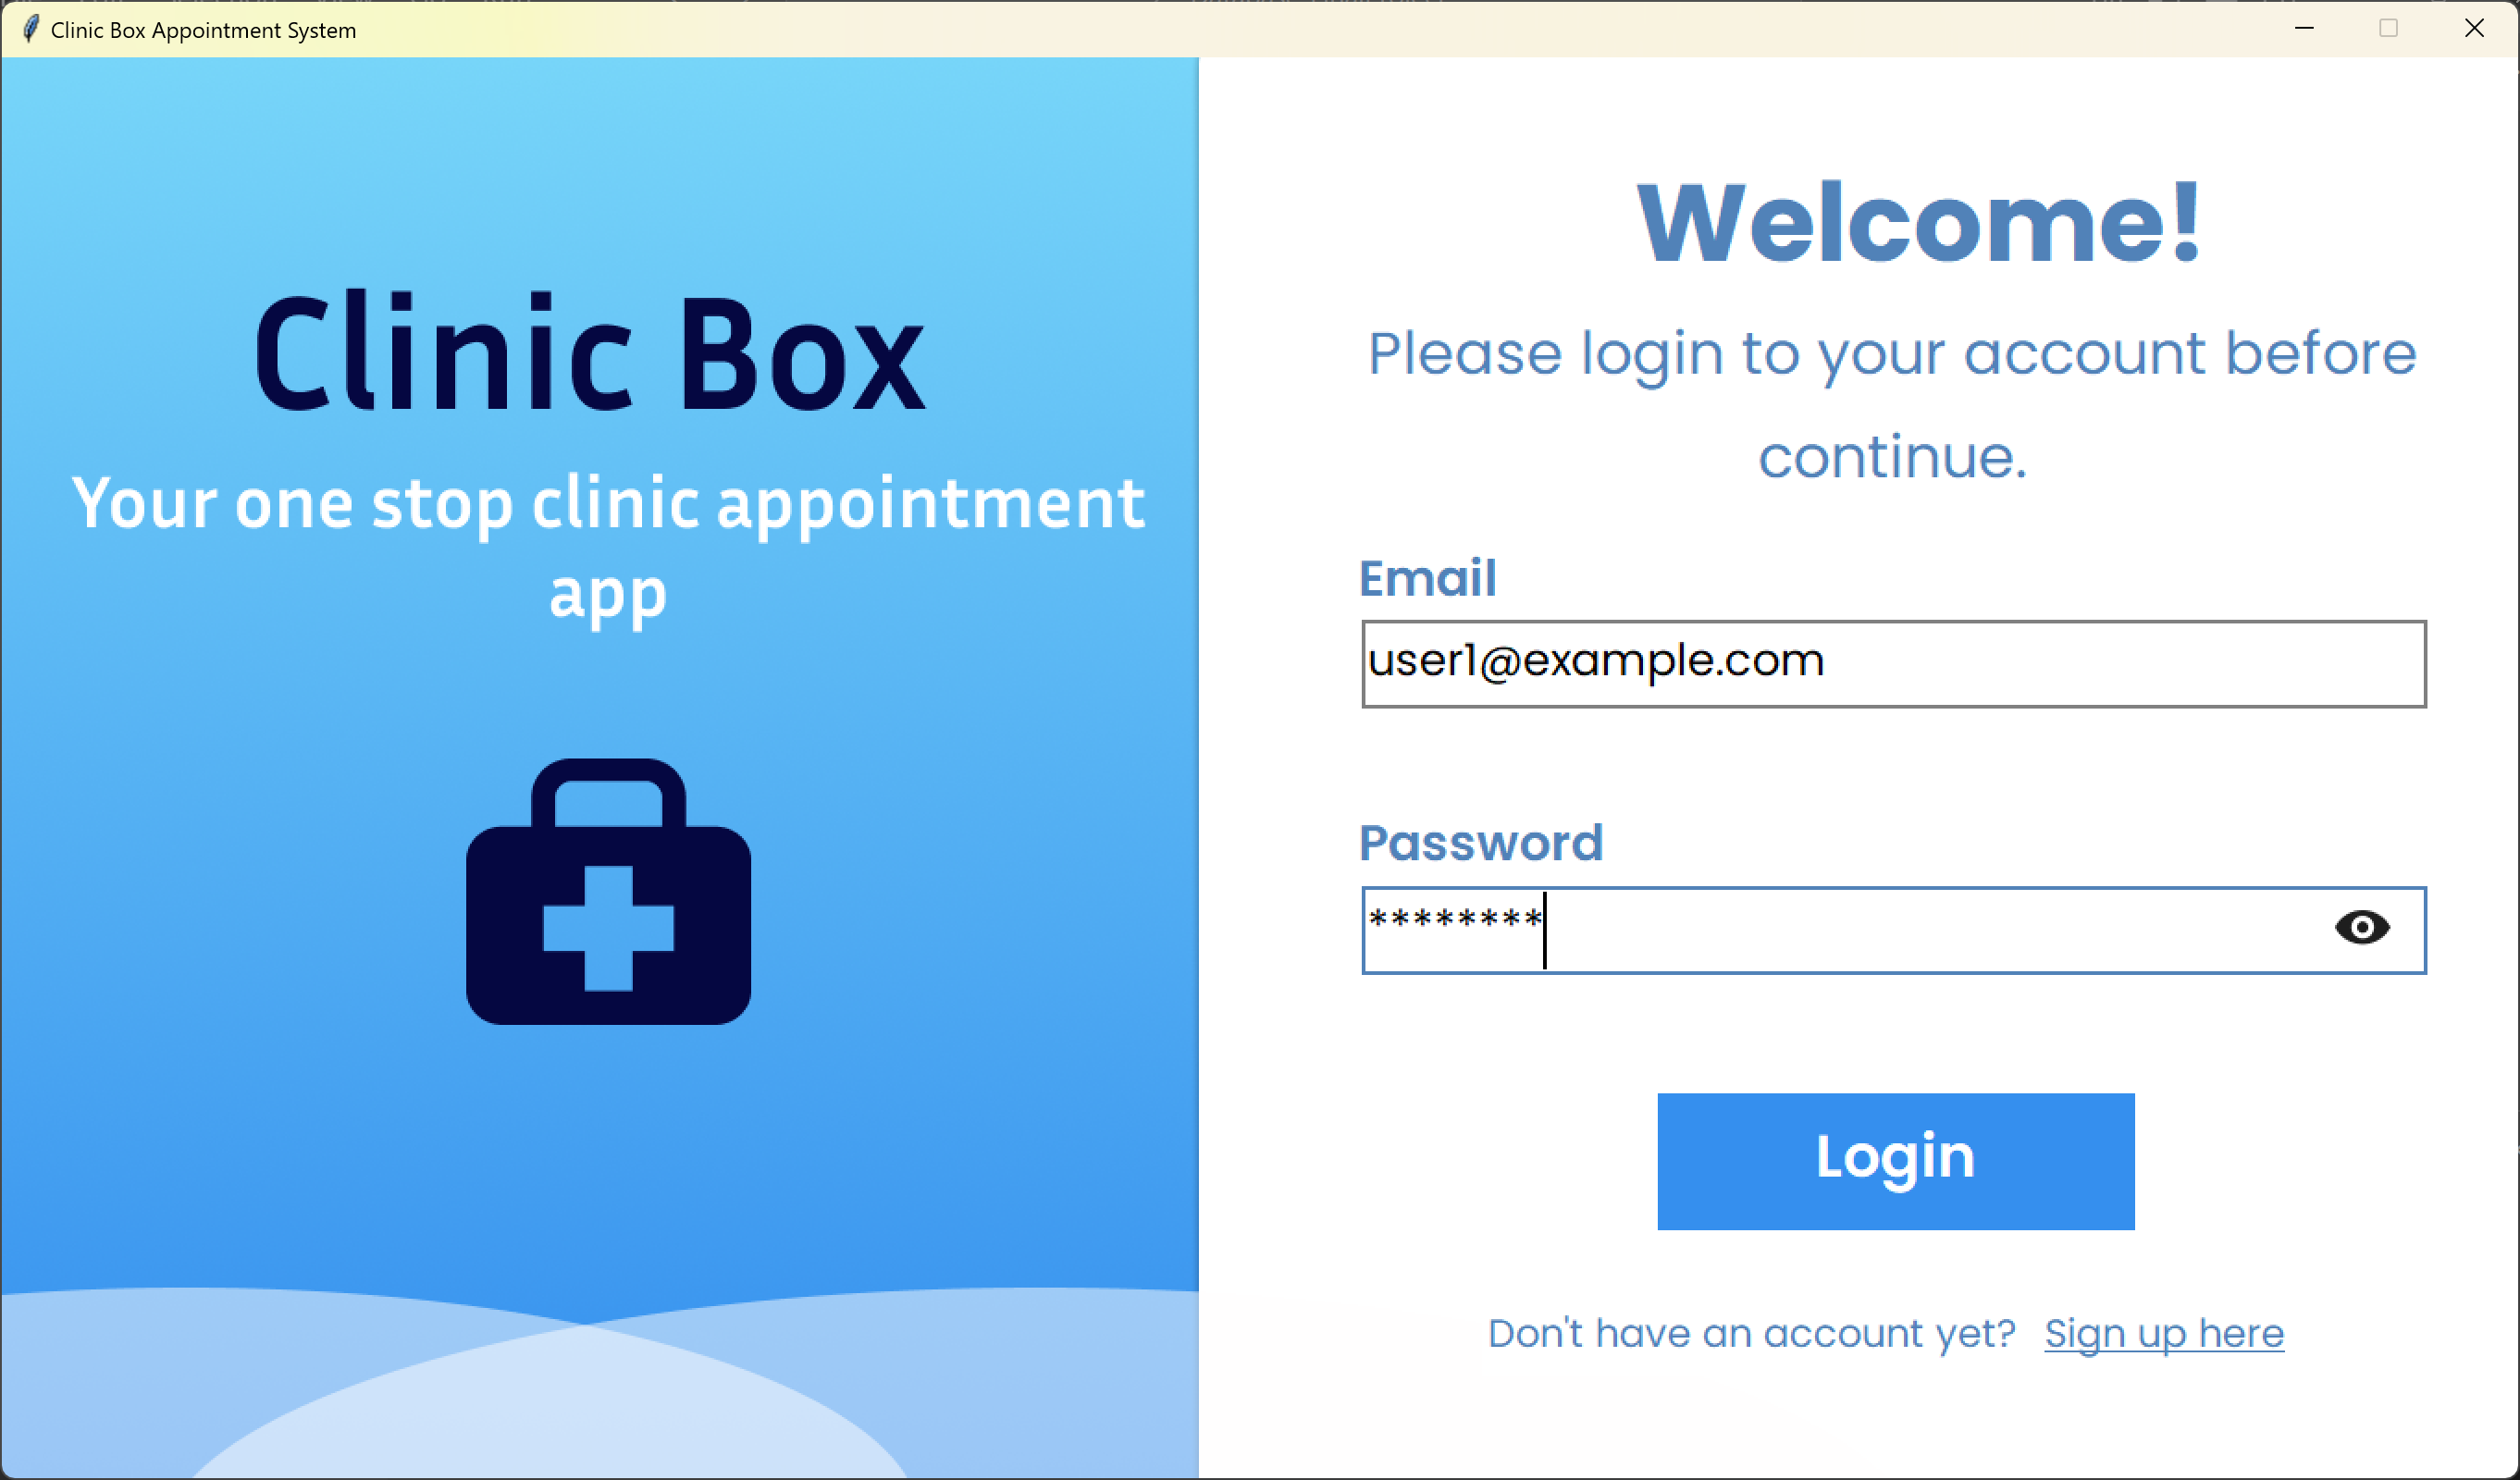 Clinic Box Appointment System
Clinic Box
Your one stop clinic appointment
app
Welcome!
Please login to your account before
continue.
Email
user1@example.com
Password
********
Login
Don't have an account yet? Sign up here